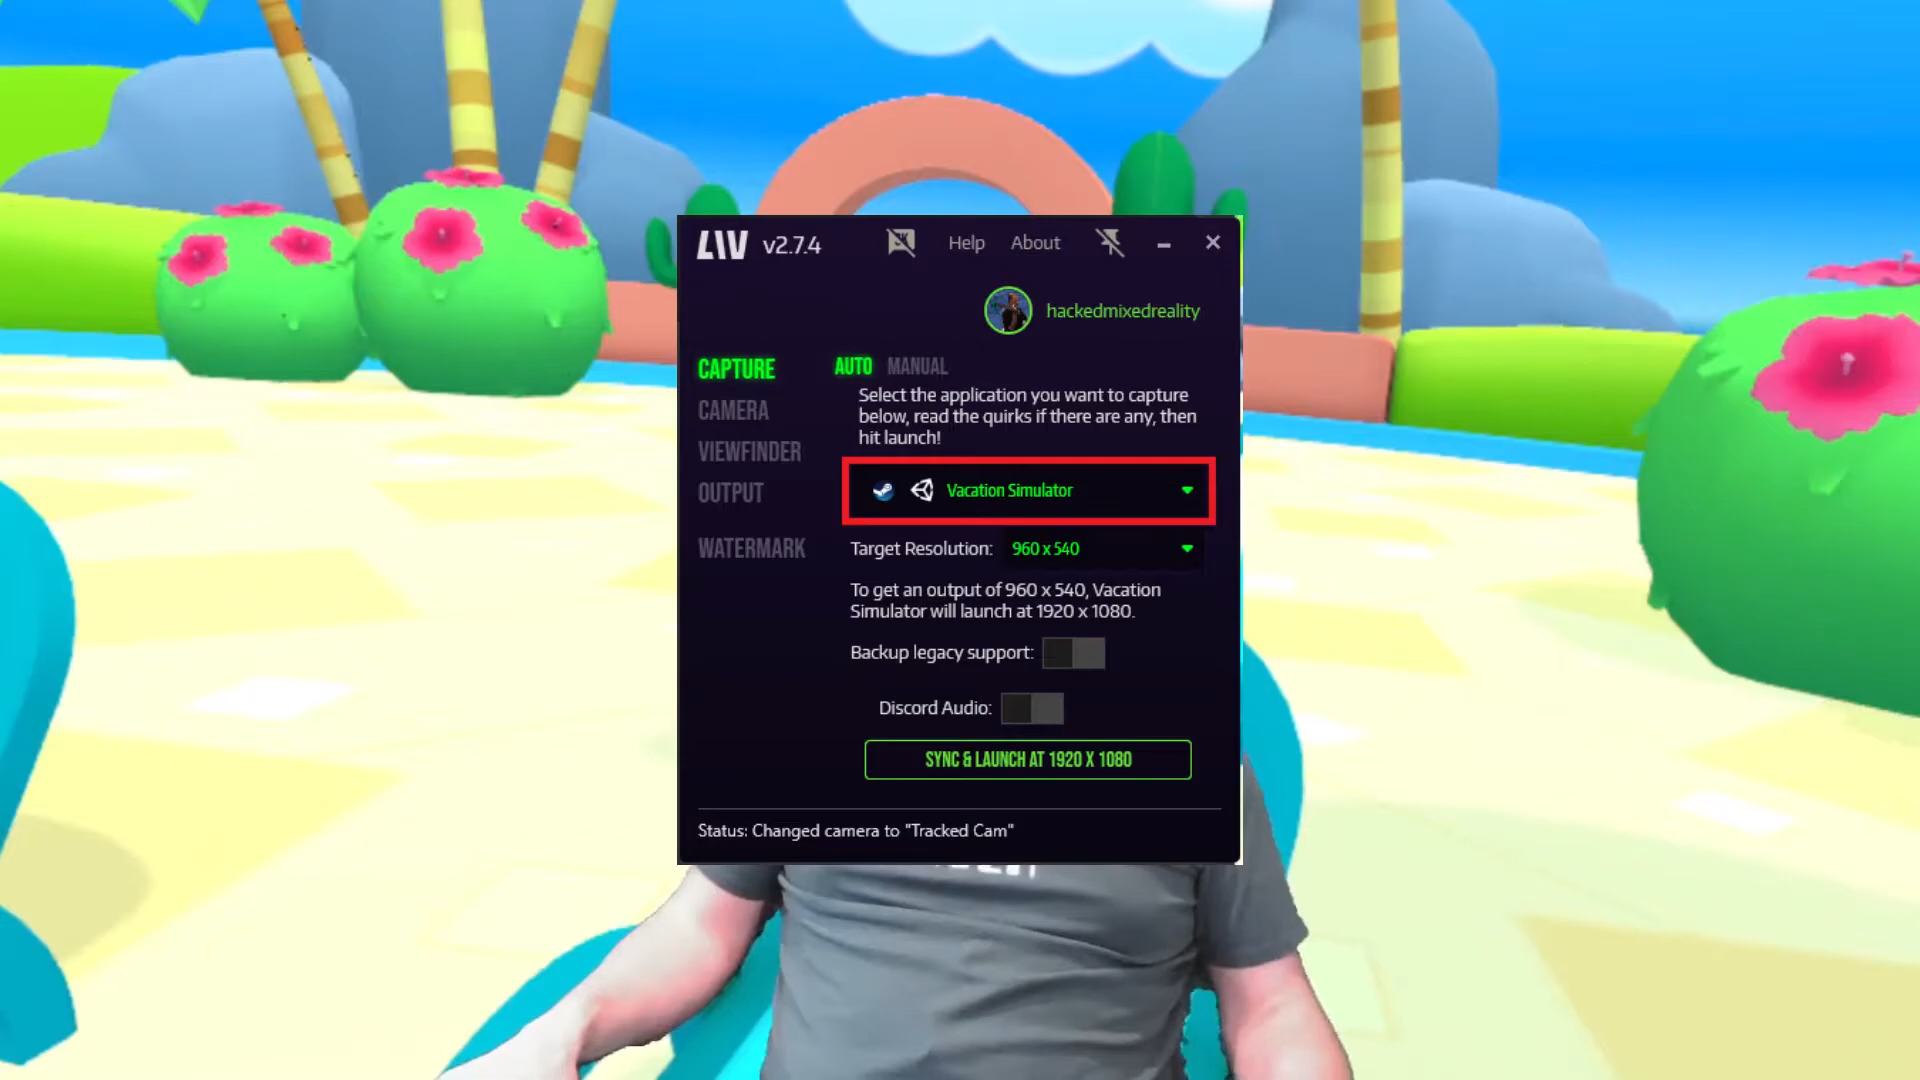 LIV v2.7.4 Help About
hackedmixedreality
CAPTURE
CAMERA
VIEWFINDER
OUTPUT
WATERMARK
AUTO MANUAL
Select the application you want to capture
below, read the quirks if there are any, then
hit launch!
Vacation Simulator
Target Resolution: 960 x 540
To get an output of 960 x 540, Vacation
Simulator will launch at 1920 x 1080.
Backup legacy support:
Discord Audio:
SYNC & LAUNCH AT 1920 X 1080
Status: Changed camera to "Tracked Cam"